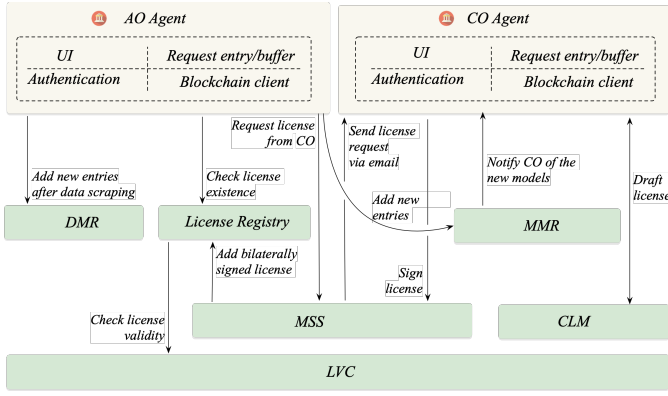 AO Agent
CO Agent
UI
Request entry/buffer
Authentication
Blockchain client
UI
Request entry/buffer
Authentication
Blockchain client
Request license
from CO
Send license
request
via email
Add new entries
after data scraping
Check license
existence
Add new
entries
Notify CO of the
new models
Draft
license
DMR
License Registry
MMR
Add bilaterally
signed license
Sign
license
Check license
validity
MSS
CLM
LVC